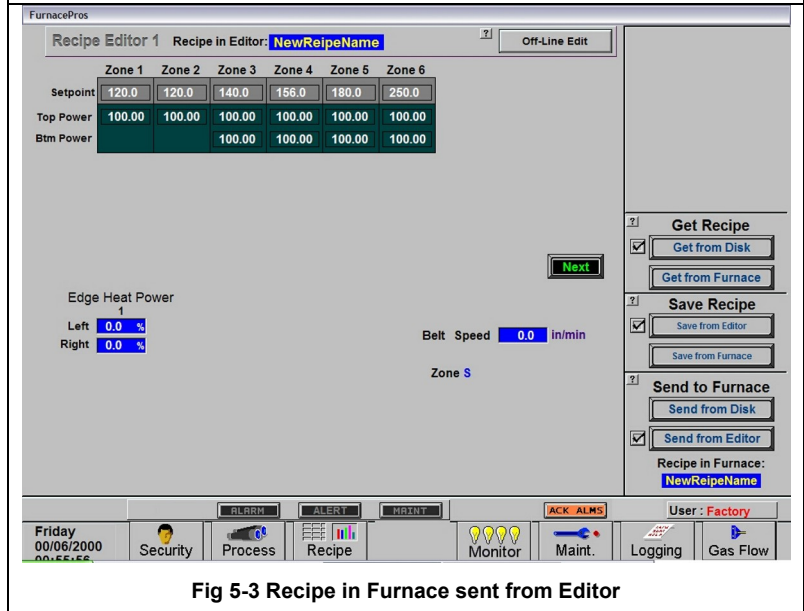 FurnacePros
Recipe Editor 1 Recipe in Editor: NewReipeName ? Off-Line Edit
Zone 1 Zone 2 Zone 3 Zone 4 Zone 5 Zone 6
Setpoint 120.0 120.0 140.0 156.0 180.0 250.0
Top Power 100.00 100.00 100.00 100.00 100.00 100.00
Btm Power 100.00 100.00 100.00 100.00
Next
Edge Heat Power
1
Left 0.0 %
Right 0.0 %
Belt Speed 0.0 in/min
Zone S
? Get Recipe
Get from Disk
Get from Furnace
? Save Recipe
Save from Editor
Save from Furnace
? Send to Furnace
Send from Disk
Send from Editor
Recipe in Furnace:
NewReipeName
ALARM ALERT MAINT ACK ALMS User : Factory
Friday
00/06/2000
Security Process Recipe Monitor Maint. Logging Gas Flow
Fig 5-3 Recipe in Furnace sent from Editor